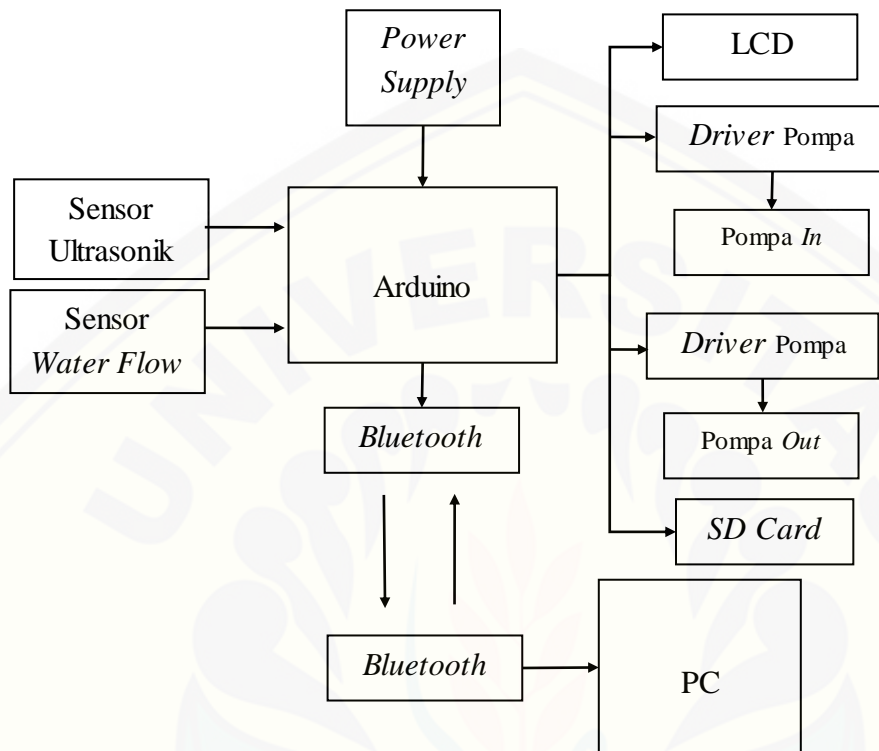 Power
Supply
LCD
Driver Pompa
Sensor
Ultrasonik
Pompa In
Arduino
Sensor
Water Flow
Driver Pompa
Bluetooth
Pompa Out
SD Card
Bluetooth
PC
UNIVERSITA